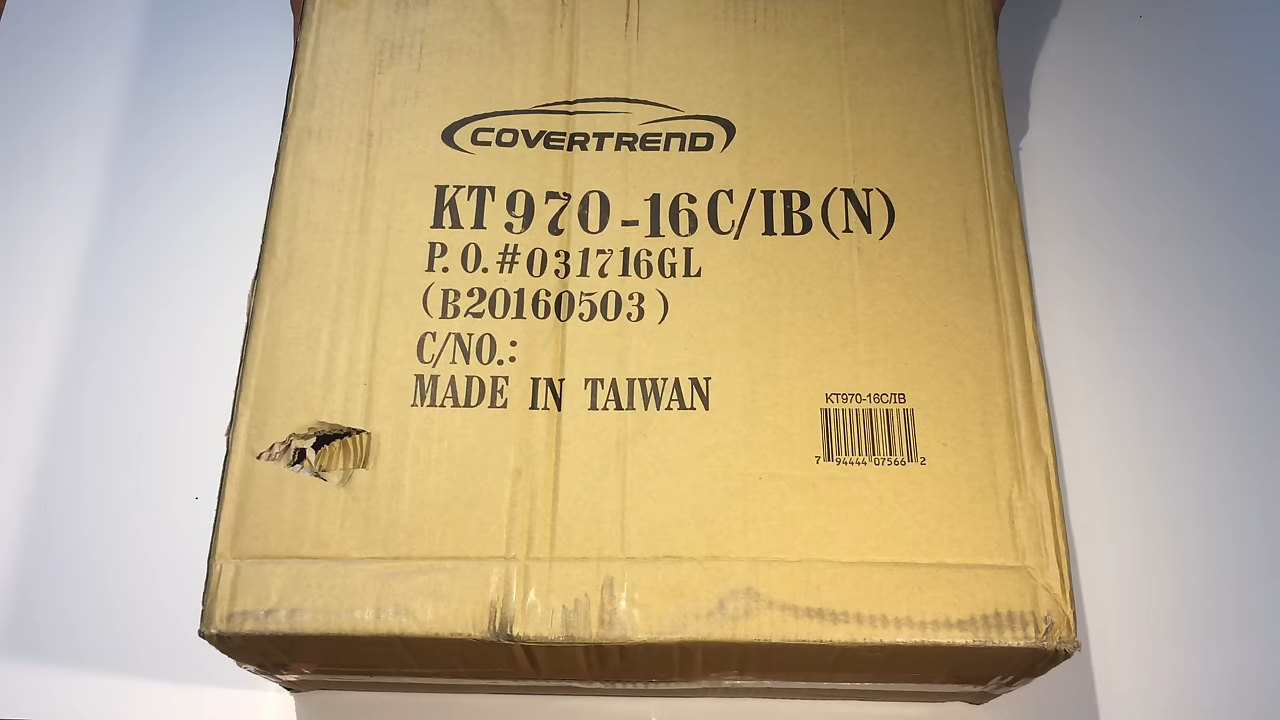 COVERTREND
KT970-16C/IB(N)
P.O.#031716GL
(B20160503)
C/NO.:
MADE IN TAIWAN
KT970-16C/IB
7 94444 07566 2